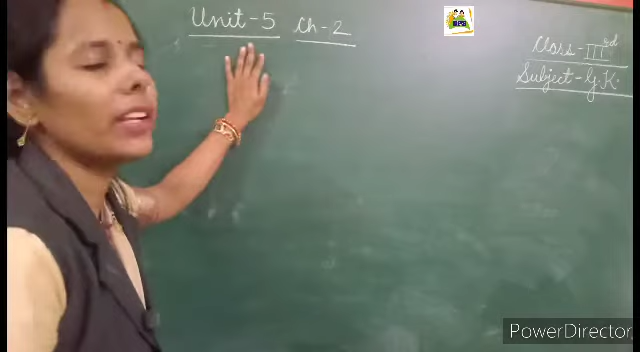 Unit-5 Ch-2
Class-IIIrd
Subject-G.K.
PowerDirector